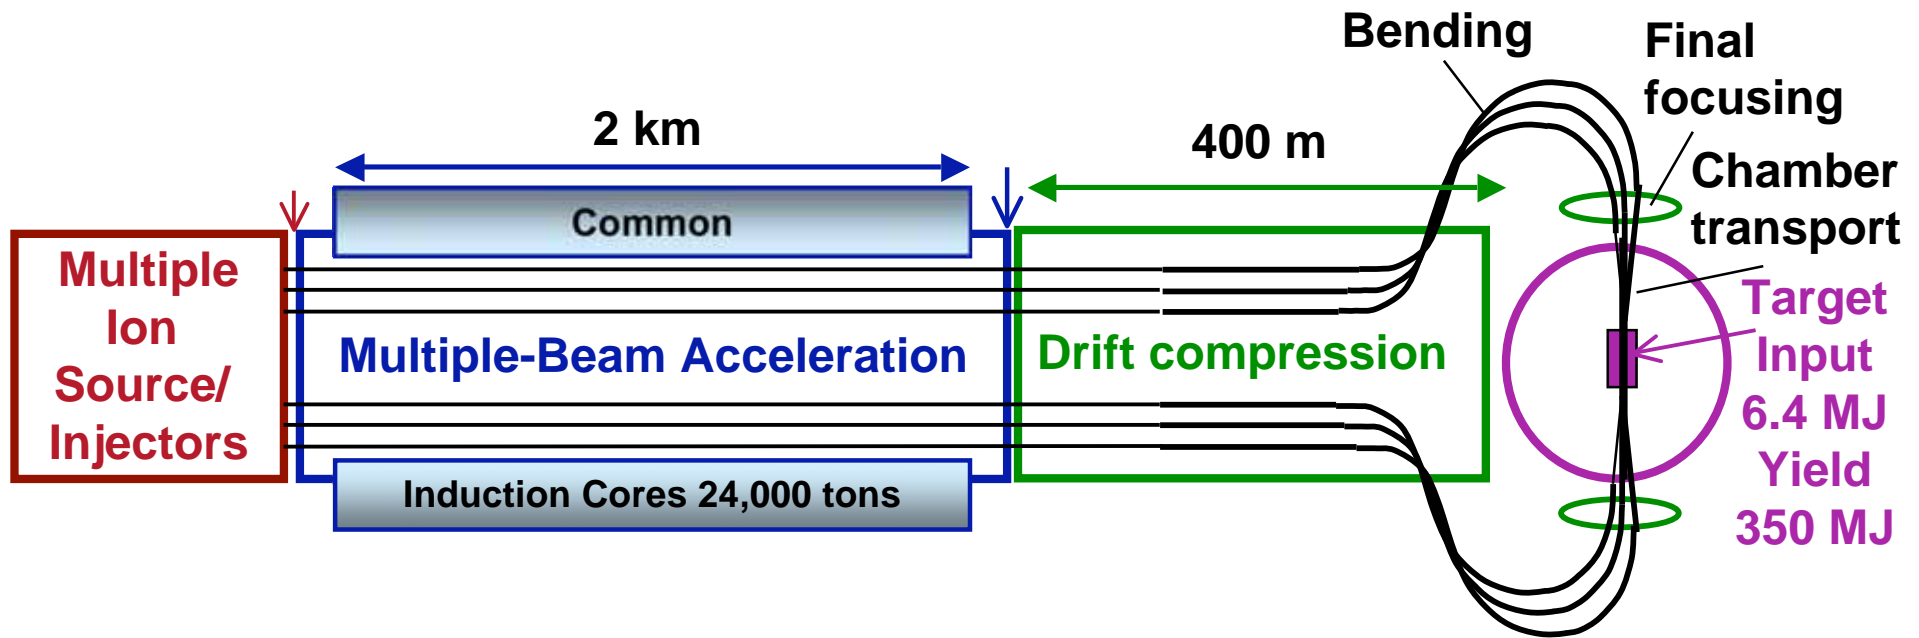 Multiple
Ion
Source/
Injectors
2 km
Common
Multiple-Beam Acceleration
Induction Cores 24,000 tons
400 m
Drift compression
Bending
Final
focusing
Chamber
transport
Target
Input
6.4 MJ
Yield
350 MJ